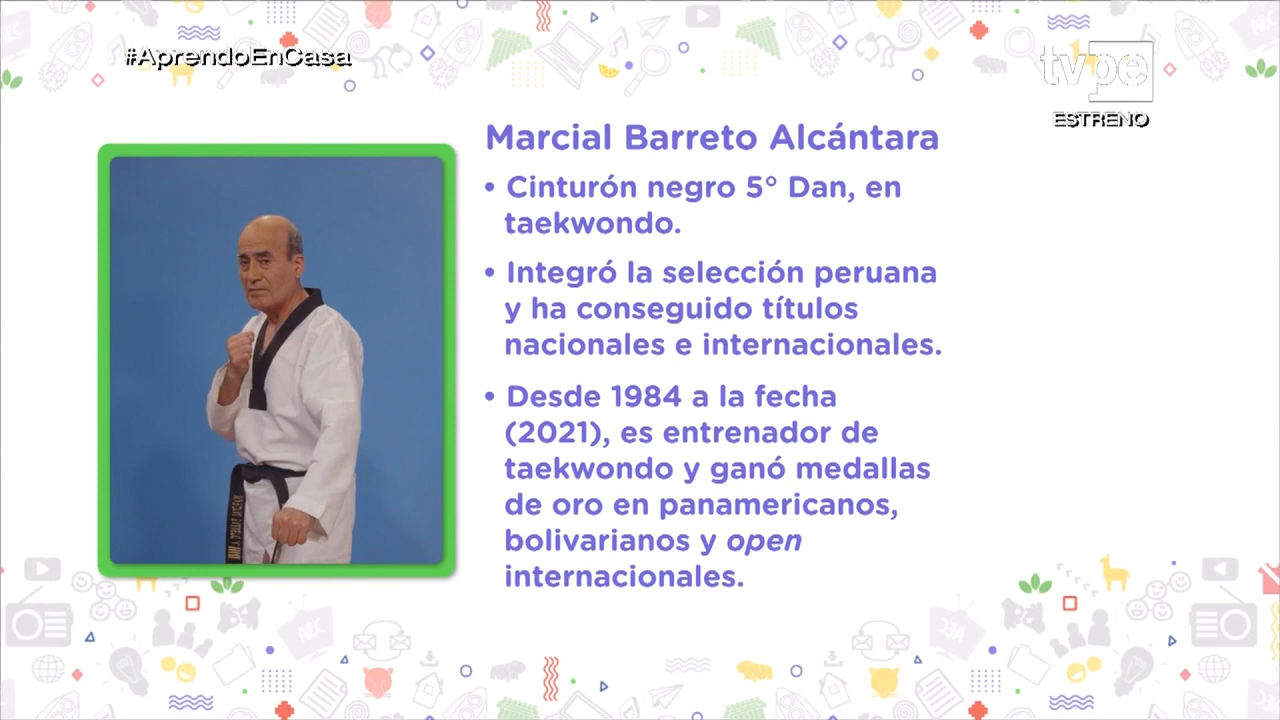 #AprendoEnCasa
tvpe
ESTRENO
Marcial Barreto Alcántara
• Cinturón negro 5° Dan, en
taekwondo.
• Integró la selección peruana
y ha conseguido títulos
nacionales e internacionales.
• Desde 1984 a la fecha
(2021), es entrenador de
taekwondo y ganó medallas
de oro en panamericanos,
bolivarianos y open
internacionales.